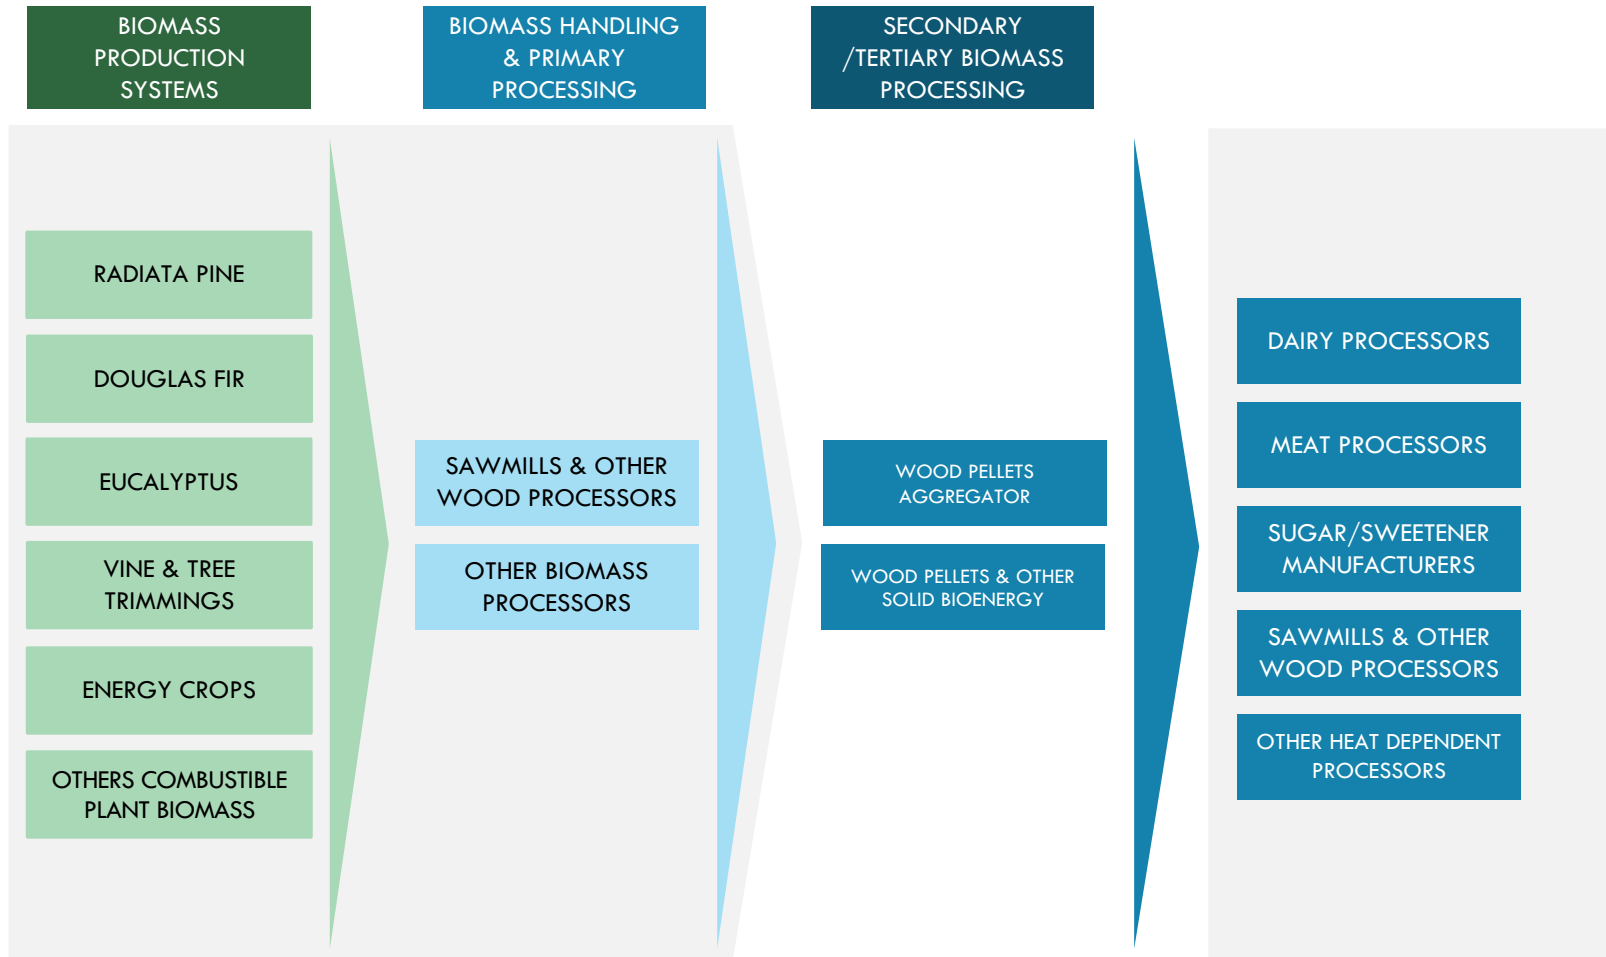 BIOMASS
PRODUCTION
SYSTEMS
BIOMASS HANDLING
& PRIMARY
PROCESSING
SECONDARY
/TERTIARY BIOMASS
PROCESSING
RADIATA PINE
DOUGLAS FIR
EUCALYPTUS
VINE & TREE
TRIMMINGS
ENERGY CROPS
OTHERS COMBUSTIBLE
PLANT BIOMASS
SAWMILLS & OTHER
WOOD PROCESSORS
OTHER BIOMASS
PROCESSORS
WOOD PELLETS
AGGREGATOR
WOOD PELLETS & OTHER
SOLID BIOENERGY
DAIRY PROCESSORS
MEAT PROCESSORS
SUGAR/SWEETENER
MANUFACTURERS
SAWMILLS & OTHER
WOOD PROCESSORS
OTHER HEAT DEPENDENT
PROCESSORS